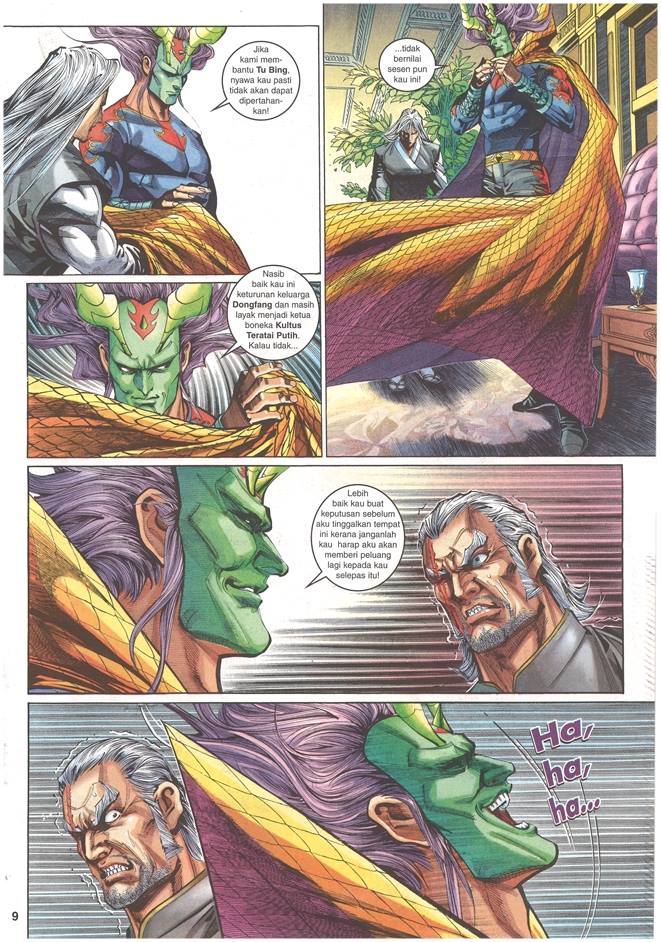 Jika
kami mem-
bantu Tu Bing,
nyawa kau pasti
tidak akan dapat
dipertahan-
kan!
...tidak
bernilai
sesen pun
kau ini!
Nasib
baik kau ini
keturunan keluarga
Dongfang dan masih
layak menjadi ketua
boneka Kultus
Teratai Putih.
Kalau tidak...
Lebih
baik kau buat
keputusan sebelum
aku tinggalkan tempat
ini kerana janganlah
kau harap aku akan
memberi peluang
lagi kepada kau
selepas itu!
Ha,
ha,
ha...
9